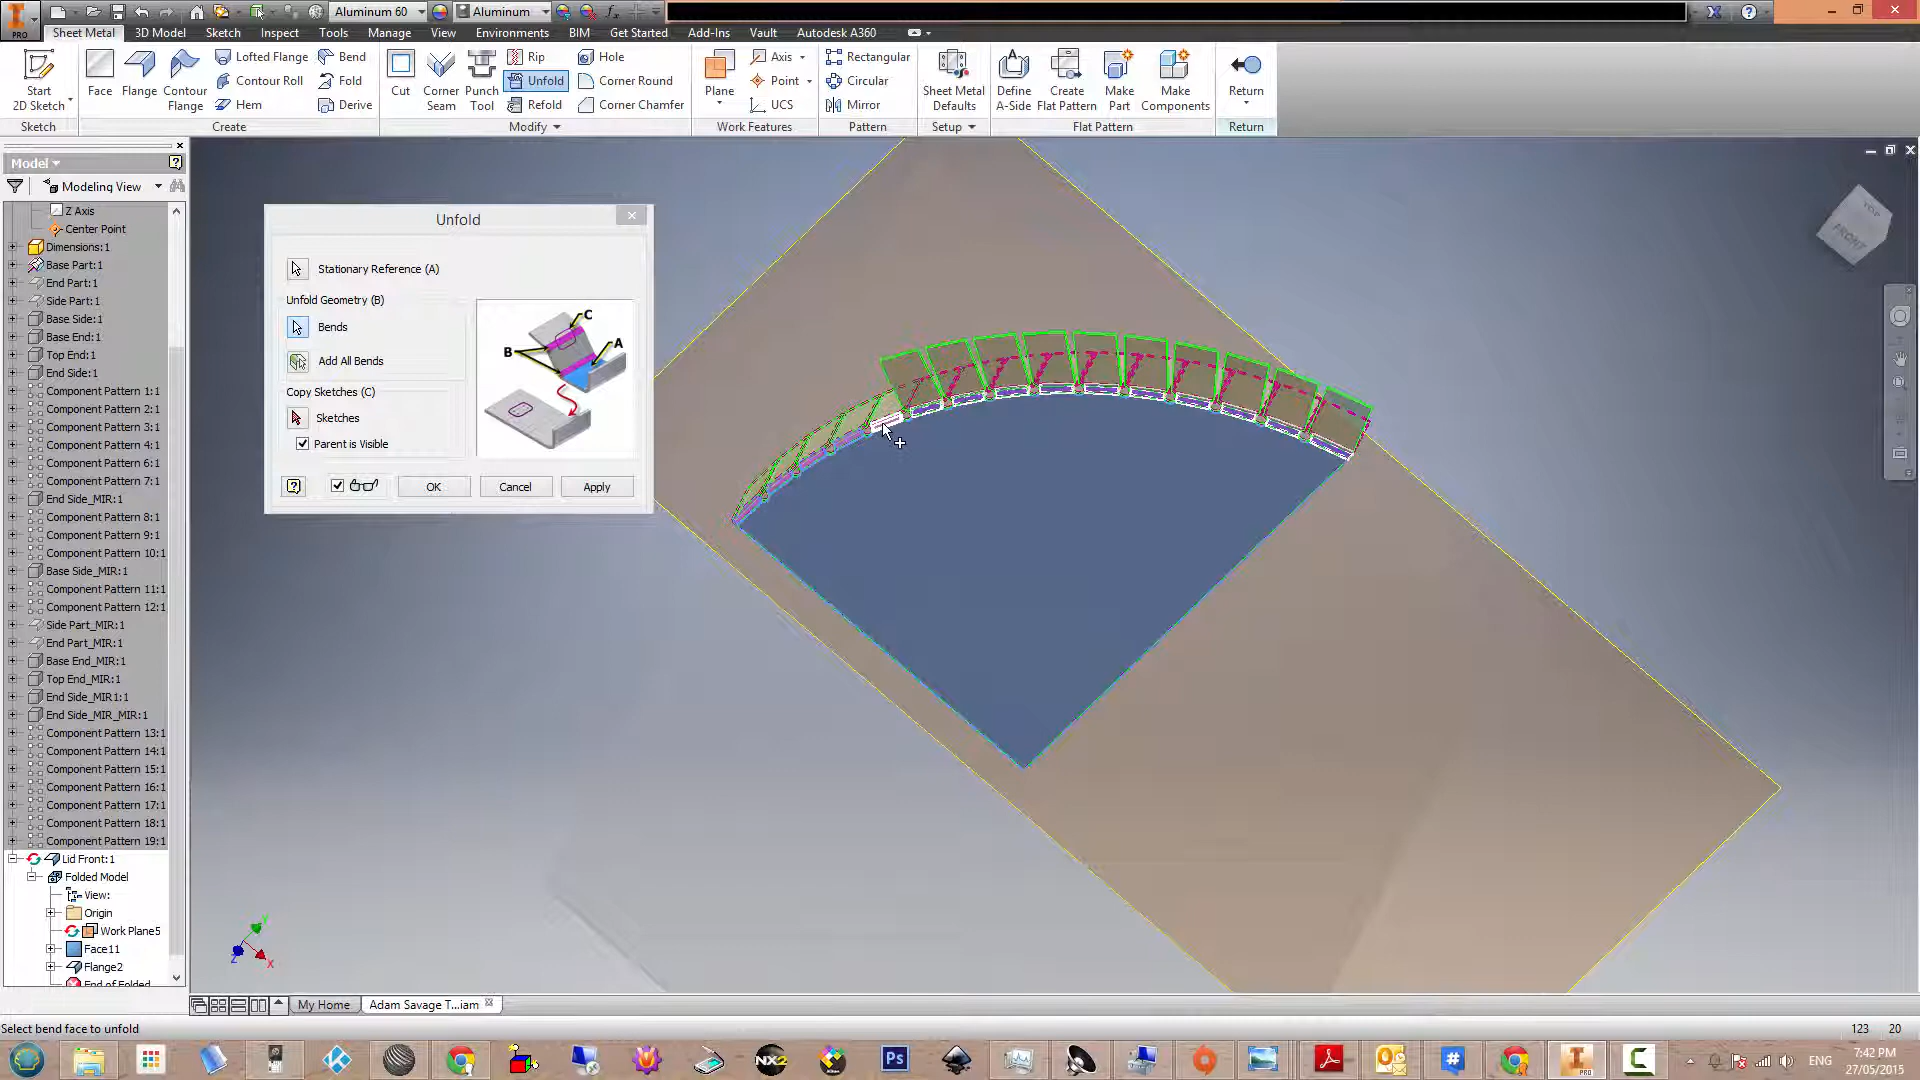 PRO
Aluminum 60
Aluminum
Sheet Metal
3D Model
Sketch
Inspect
Tools
Manage
View
Environments
BIM
Get Started
Add-Ins
Vault
Autodesk A360
Start
2D Sketch
Face
Flange
Contour
Flange
Lofted Flange
Contour Roll
Hem
Bend
Fold
Derive
Cut
Corner
Seam
Punch
Tool
Rip
Unfold
Refold
Hole
Corner Round
Corner Chamfer
Plane
Axis
Point
UCS
Rectangular
Circular
Mirror
Sheet Metal
Defaults
Define
A-Side
Create
Flat Pattern
Make
Part
Make
Components
Return
Sketch
Create
Modify
Work Features
Pattern
Setup
Flat Pattern
Return
Model
Modeling View
Z Axis
Center Point
Dimensions:1
Base Part:1
End Part:1
Side Part:1
Base Side:1
Base End:1
Top End:1
End Side:1
Component Pattern 1:1
Component Pattern 2:1
Component Pattern 3:1
Component Pattern 4:1
Component Pattern 6:1
Component Pattern 7:1
End Side_MIR:1
Component Pattern 8:1
Component Pattern 9:1
Component Pattern 10:1
Base Side_MIR:1
Component Pattern 11:1
Component Pattern 12:1
Side Part_MIR:1
End Part_MIR:1
Base End_MIR:1
Top End_MIR:1
End Side_MIR1:1
End Side_MIR_MIR:1
Component Pattern 13:1
Component Pattern 14:1
Component Pattern 15:1
Component Pattern 16:1
Component Pattern 17:1
Component Pattern 18:1
Component Pattern 19:1
Lid Front:1
Folded Model
View:
Origin
Work Plane5
Face11
Flange2
End of Folded
Unfold
Stationary Reference (A)
Unfold Geometry (B)
Bends
Add All Bends
Copy Sketches (C)
Sketches
Parent is Visible
C
B
A
OK
Cancel
Apply
TOP
FRONT
Y
Z
X
My Home
Adam Savage T...iam
Select bend face to unfold
123 20
NX2
Ps
PRO
ENG
7:42 PM
27/05/2015